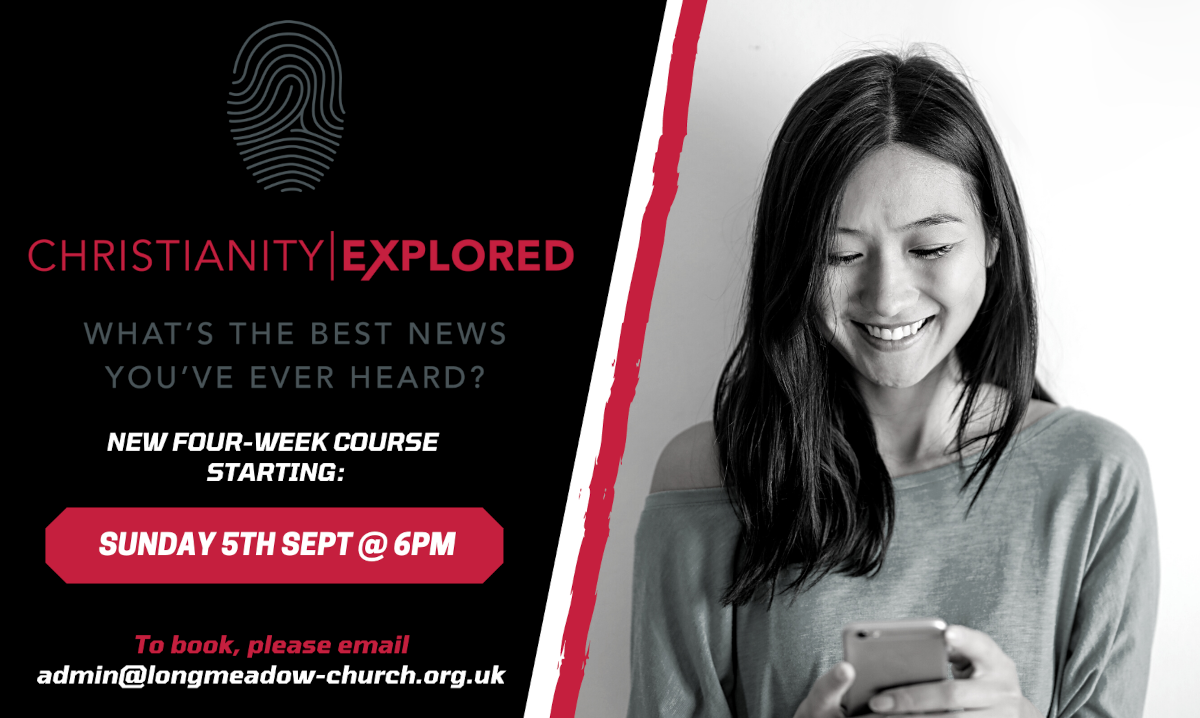 CHRISTIANITY|EXPLORED
WHAT'S THE BEST NEWS
YOU'VE EVER HEARD?
NEW FOUR-WEEK COURSE
STARTING:
SUNDAY 5TH SEPT @ 6PM
To book, please email
admin@longmeadow-church.org.uk